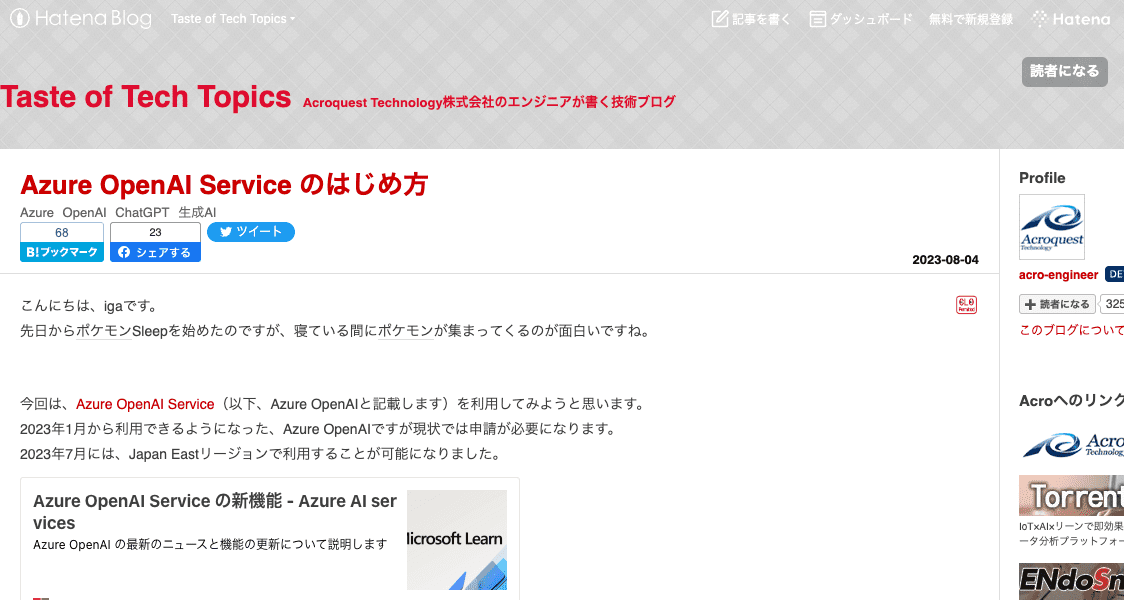 Hatena Blog
Taste of Tech Topics
記事を書く
ダッシュボード
無料で新規登録
Hatena
読者になる
Taste of Tech Topics
Acroquest Technology株式会社のエンジニアが書く技術ブログ
Azure OpenAI Service のはじめ方
Azure OpenAI ChatGPT 生成AI
68
B!ブックマーク
23
シェアする
ツイート
2023-08-04
こんにちは、igaです。
先日からポケモンSleepを始めたのですが、寝ている間にポケモンが集まってくるのが面白いですね。
今回は、Azure OpenAI Service（以下、Azure OpenAIと記載します）を利用してみようと思います。
2023年1月から利用できるようになった、Azure OpenAIですが現状では申請が必要になります。
2023年7月には、Japan Eastリージョンで利用することが可能になりました。
Azure OpenAI Service の新機能 - Azure AI ser
vices
Azure OpenAI の最新のニュースと機能の更新について説明します
licrosoft Learn
Profile
Acroquest
Technology
acro-engineer
DE
読者になる
325
このブログについて
Acroへのリンク
Acro
Technolog
Torrent
IoT×AI×リーンで即効果
ータ分析プラットフォー
ENdoSn